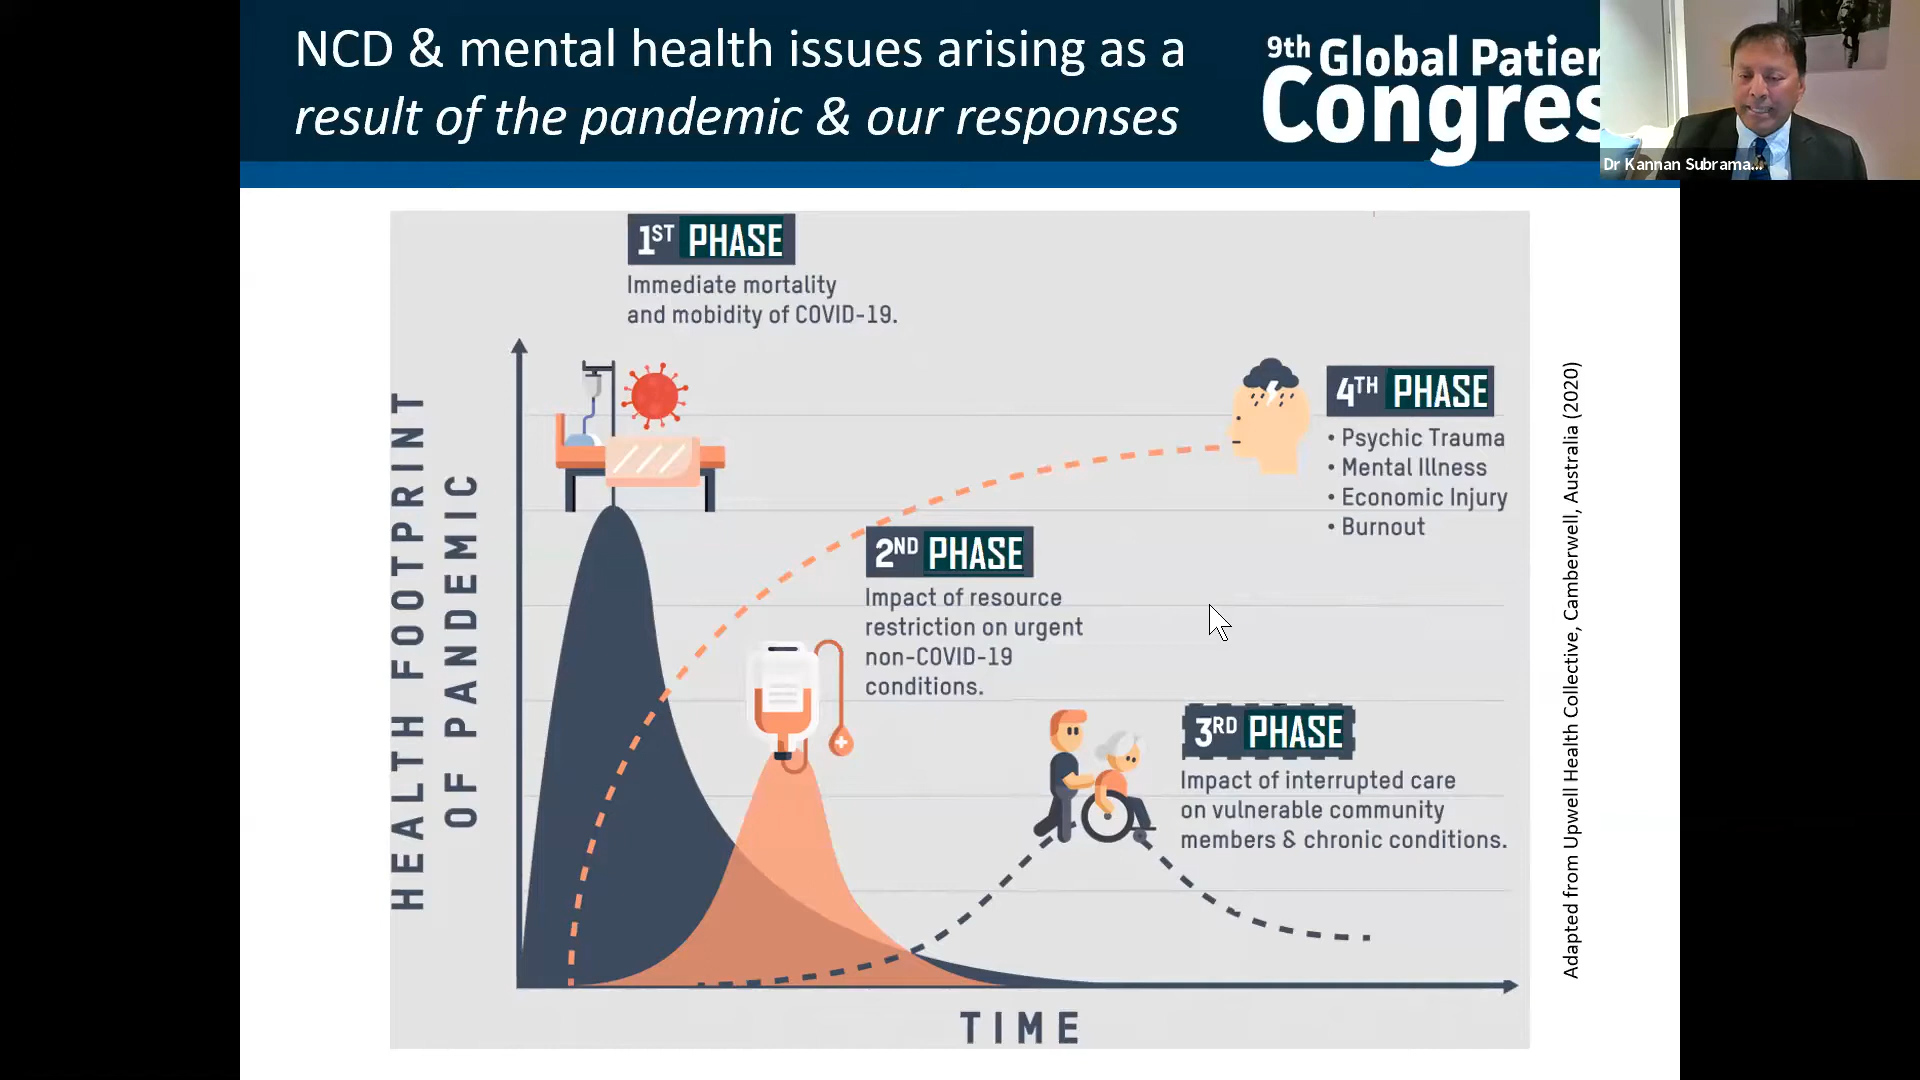 NCD & mental health issues arising as a
result of the pandemic & our responses
9th Global Patien
Congres
Dr Kannan Subrama...
1ST PHASE
Immediate mortality
and mobidity of COVID-19.
4TH PHASE
• Psychic Trauma
• Mental Illness
• Economic Injury
• Burnout
2ND PHASE
Impact of resource
restriction on urgent
non-COVID-19
conditions.
3RD PHASE
Impact of interrupted care
on vulnerable community
members & chronic conditions.
HEALTH FOOTPRINT
OF PANDEMIC
TIME
Adapted from Upwell Health Collective, Camberwell, Australia (2020)